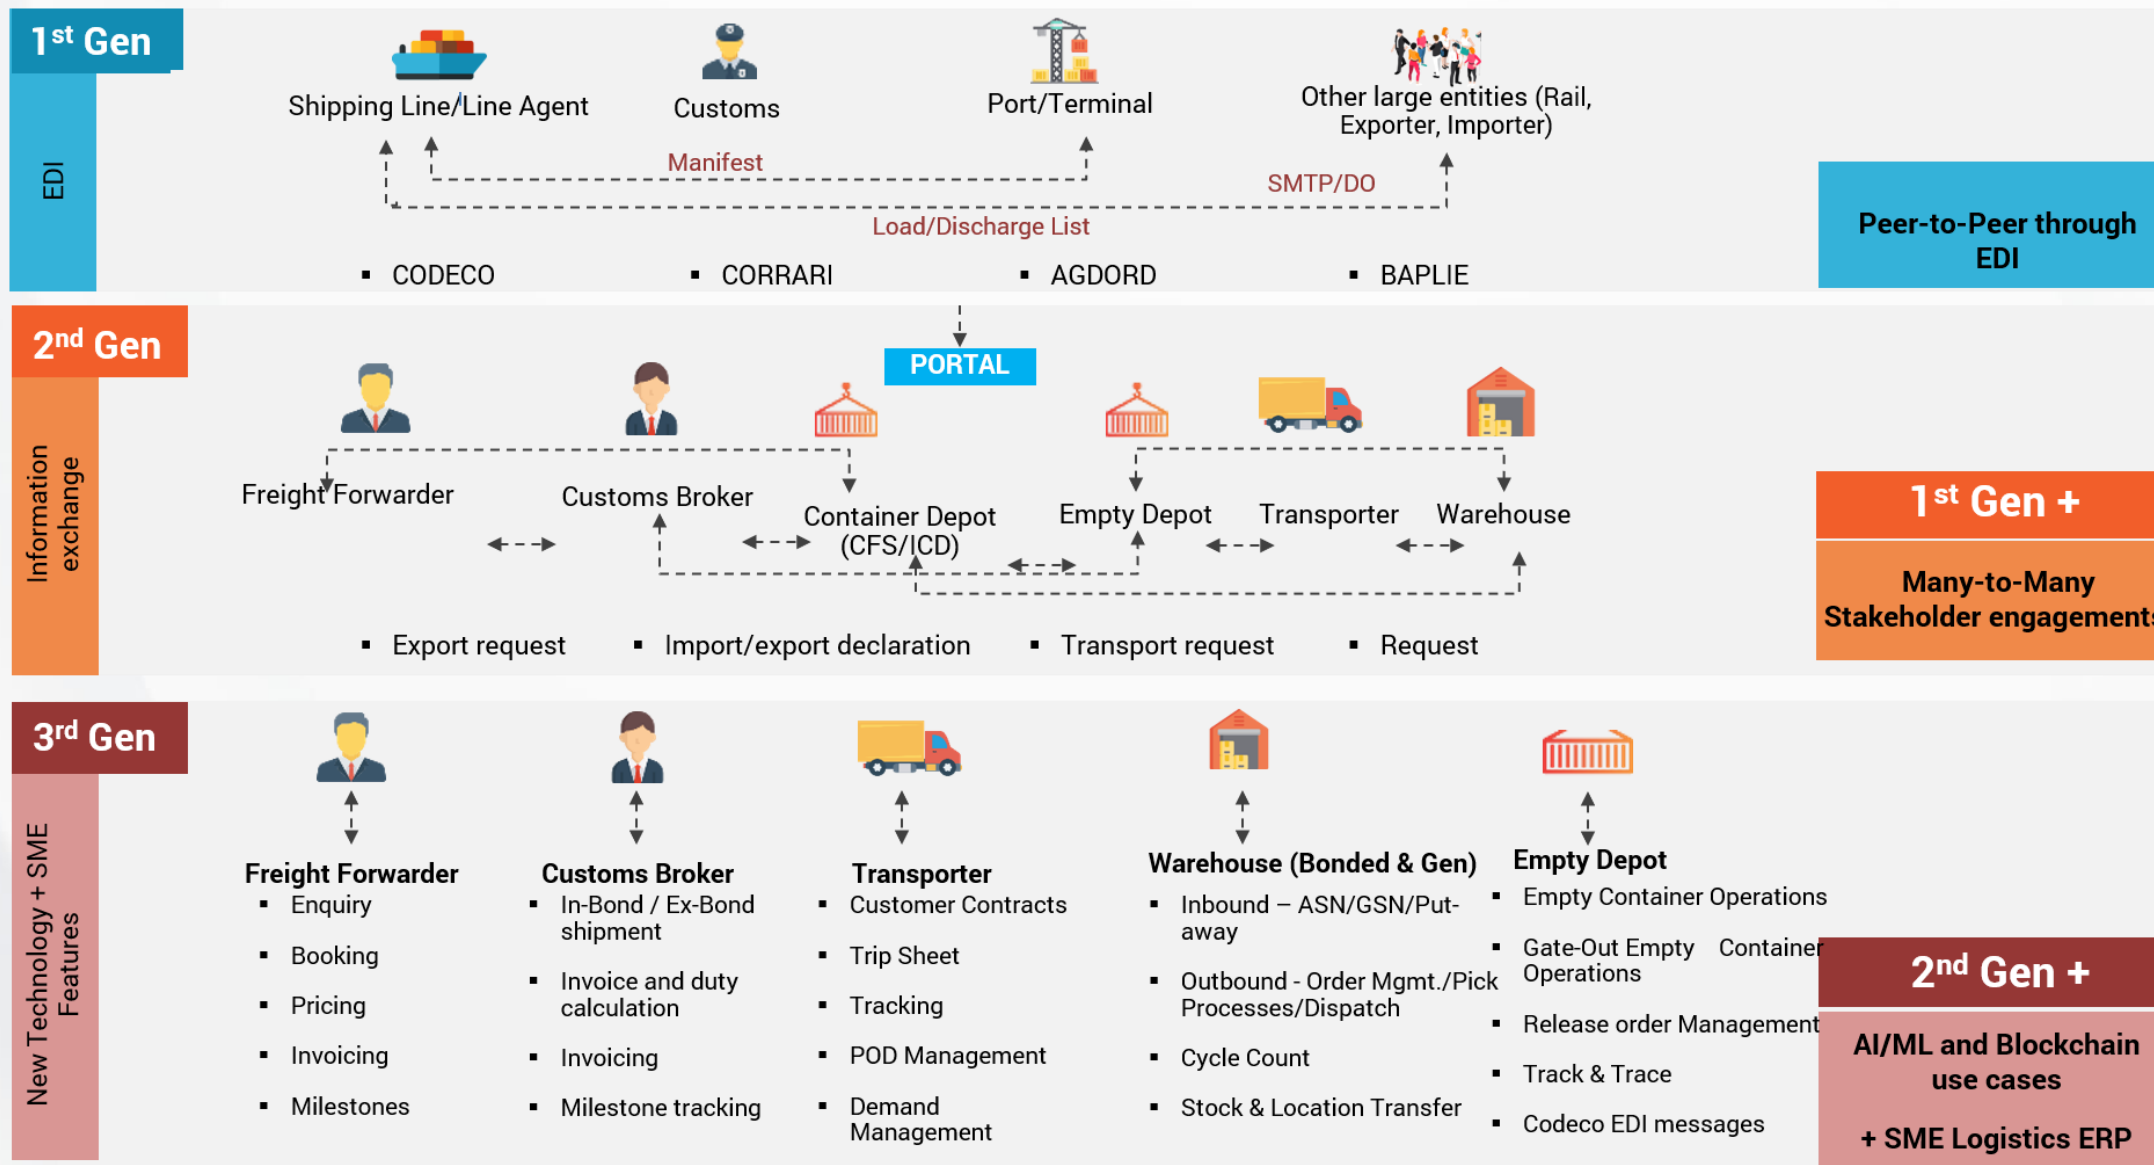 1st Gen
EDI
Shipping Line/Line Agent
Customs
Port/Terminal
Other large entities (Rail,
Exporter, Importer)
Manifest
SMTP/DO
Load/Discharge List
▪ CODECO
▪ CORRARI
▪ AGDORD
▪ BAPLIE
Peer-to-Peer through
EDI
2nd Gen
Information
exchange
PORTAL
Freight Forwarder
Customs Broker
Container Depot
(CFS/ICD)
Empty Depot
Transporter
Warehouse
▪ Export request
▪ Import/export declaration
▪ Transport request
▪ Request
1st Gen +
Many-to-Many
Stakeholder engagements
3rd Gen
New Technology + SME
Features
Freight Forwarder
▪ Enquiry
▪ Booking
▪ Pricing
▪ Invoicing
▪ Milestones
Customs Broker
▪ In-Bond / Ex-Bond
shipment
▪ Invoice and duty
calculation
▪ Invoicing
▪ Milestone tracking
Transporter
▪ Customer Contracts
▪ Trip Sheet
▪ Tracking
▪ POD Management
▪ Demand
Management
Warehouse (Bonded & Gen)
▪ Inbound – ASN/GSN/Put-
away
▪ Outbound - Order Mgmt./Pick
Processes/Dispatch
▪ Cycle Count
▪ Stock & Location Transfer
Empty Depot
▪ Empty Container Operations
▪ Gate-Out Empty Container
Operations
▪ Release order Management
▪ Track & Trace
▪ Codeco EDI messages
2nd Gen +
AI/ML and Blockchain
use cases
+ SME Logistics ERP